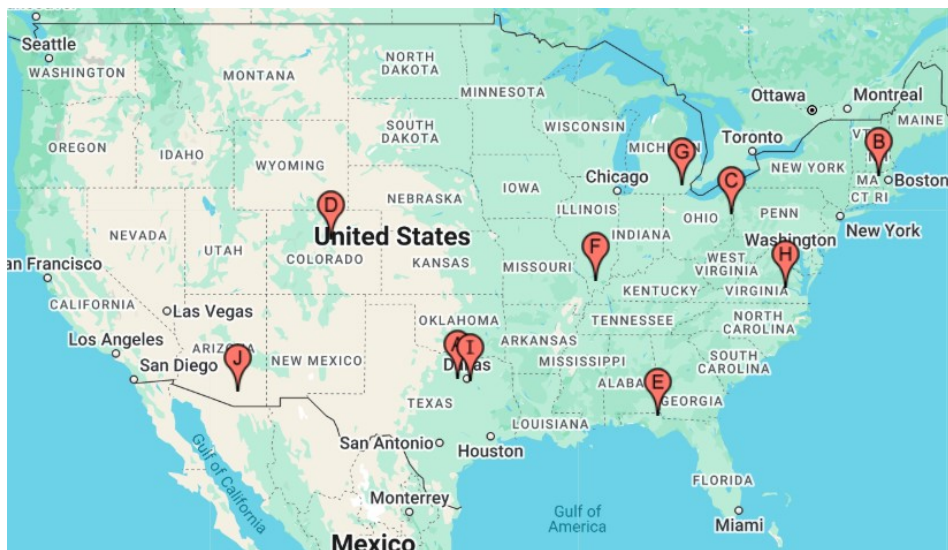 Seattle
WASHINGTON
NORTH
DAKOTA
MONTANA
MINNESOTA
Ottawa
Montreal
MAINE
OREGON
IDAHO
SOUTH
DAKOTA
WISCONSIN
Toronto
VT
B
WYOMING
MICHIGAN
G
NEW YORK
Chicago
C
MA
Boston
CT RI
D
NEBRASKA
IOWA
ILLINOIS
OHIO
PENN
NEVADA
UTAH
United States
INDIANA
New York
COLORADO
KANSAS
F
MISSOURI
Washington
H
WEST
VIRGINIA
an Francisco
KENTUCKY
VIRGINIA
CALIFORNIA
Las Vegas
OKLAHOMA
TENNESSEE
NORTH
CAROLINA
Los Angeles
ARIZONA
J
NEW MEXICO
A
I
ARKANSAS
MISSISSIPPI
SOUTH
CAROLINA
San Diego
Dallas
ALABA
E
GEORGIA
TEXAS
LOUISIANA
San Antonio
Houston
Gulf of California
FLORIDA
Monterrey
Gulf of
America
Miami
Mexico